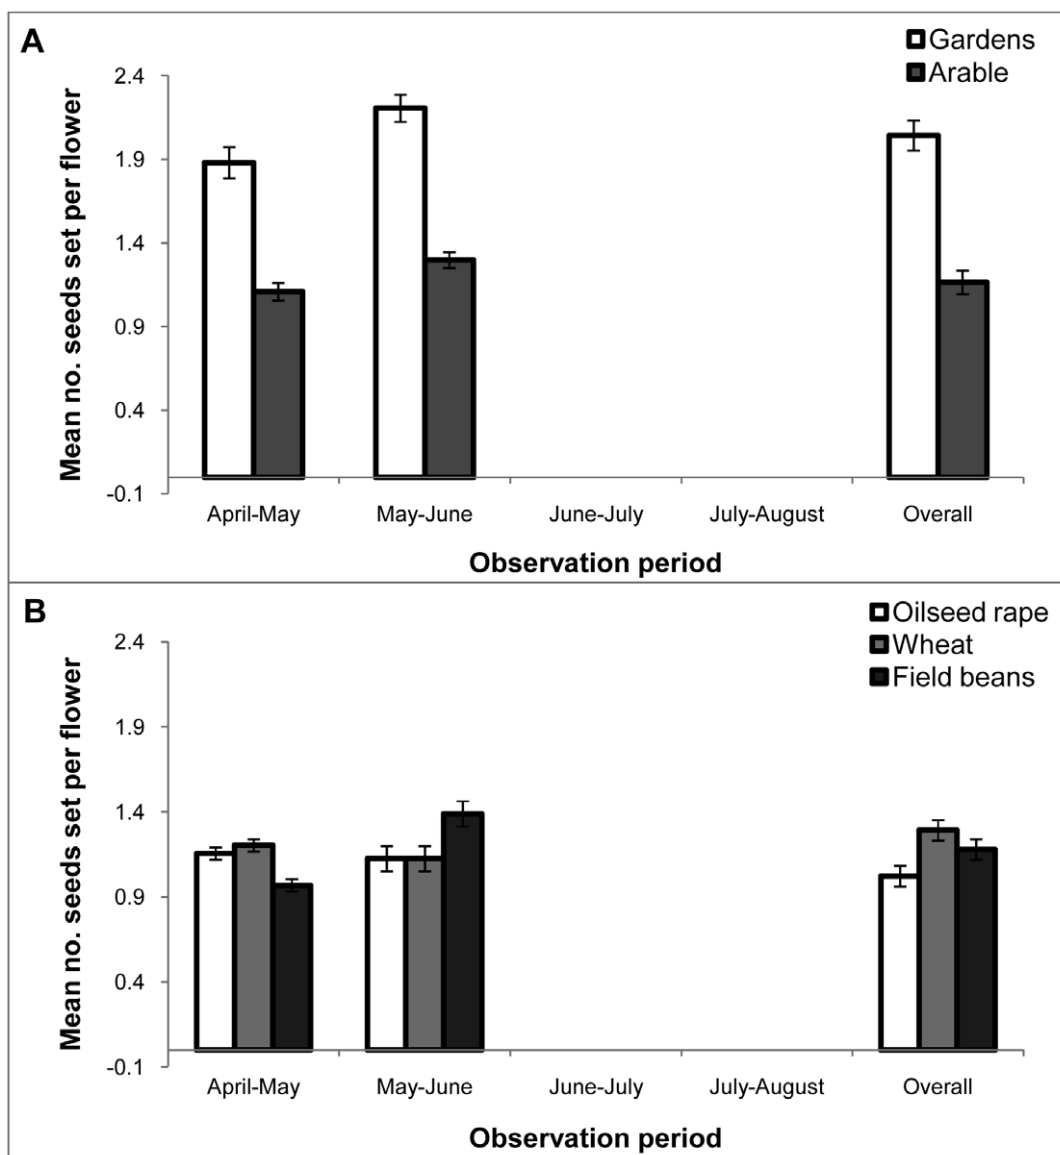 A
Gardens
Arable
Mean no. seeds set per flower
2.4
1.9
1.4
0.9
0.4
-0.1
April-May May-June June-July July-August Overall
Observation period
B
Oilseed rape
Wheat
Field beans
Mean no. seeds set per flower
2.4
1.9
1.4
0.9
0.4
-0.1
April-May May-June June-July July-August Overall
Observation period